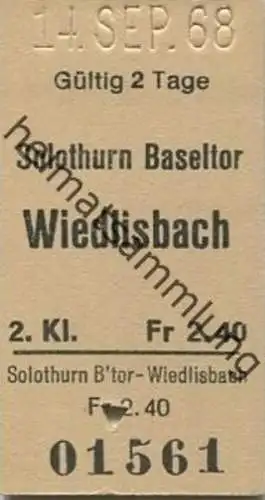 14. SEP. 68
Gültig 2 Tage
Solothurn Baseltor
Wiedlisbach
heimatsammlung
2. Kl. Fr 2.40
Solothurn B'tor-Wiedlisbach
Fr 2.40
01561